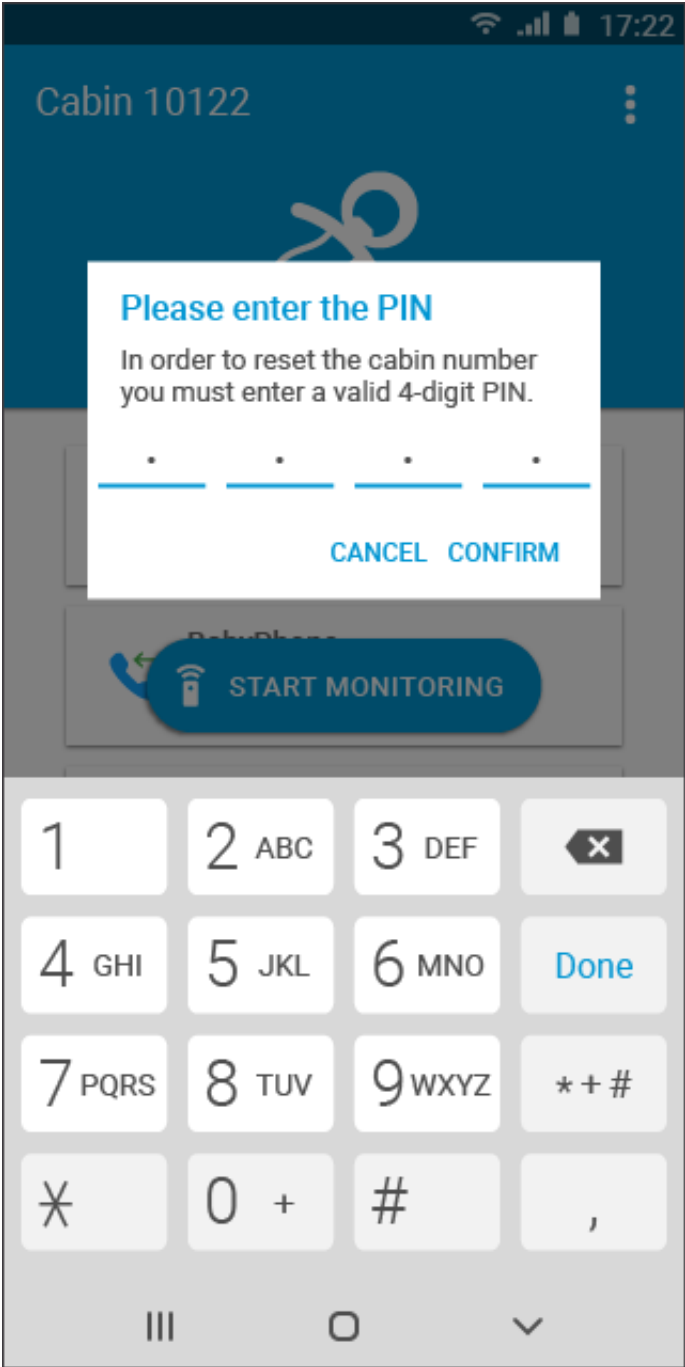 17:22
Cabin 10122
Please enter the PIN
In order to reset the cabin number
you must enter a valid 4-digit PIN.
CANCEL CONFIRM
BabyPhone
START MONITORING
1
2 ABC
3 DEF
4 GHI
5 JKL
6 MNO
Done
7 PQRS
8 TUV
9 WXYZ
*+#
*
0 +
#
,